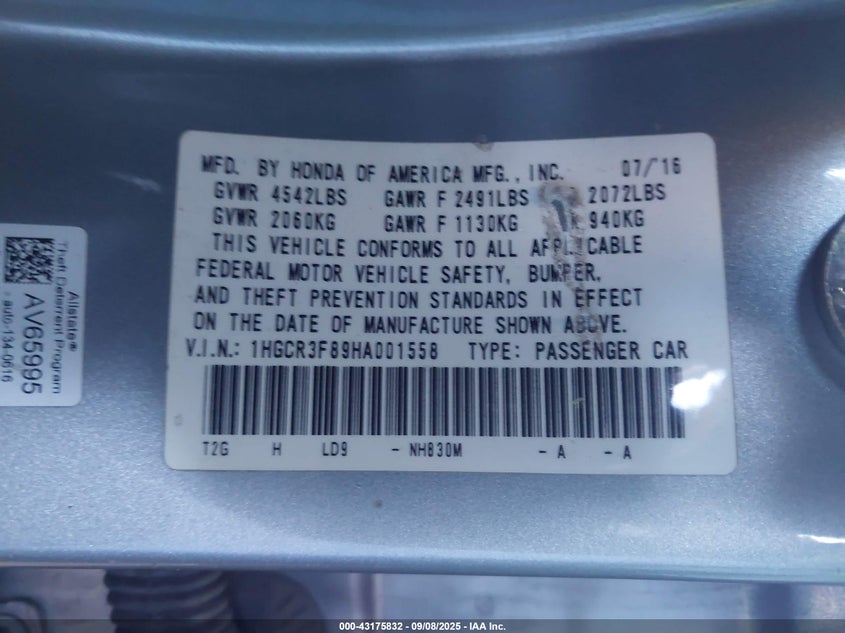 MFD. BY HONDA OF AMERICA MFG., INC. 07/'16
GVWR 4542LBS GAWR F 2491LBS 2072LBS
GVWR 2060KG GAWR F 1130KG 940KG
THIS VEHICLE CONFORMS TO ALL APPLICABLE
FEDERAL MOTOR VEHICLE SAFETY, BUMPER,
AND THEFT PREVENTION STANDARDS IN EFFECT
ON THE DATE OF MANUFACTURE SHOWN ABOVE.
V.I.N.: 1HGCR3F89HA001558 TYPE: PASSENGER CAR
T2G H LD9 - NH830M - A - A
Allstate®
Theft Deterrent Program
AV65995
auto-134-0616
000-43175832 - 09/08/2025 - IAA Inc.